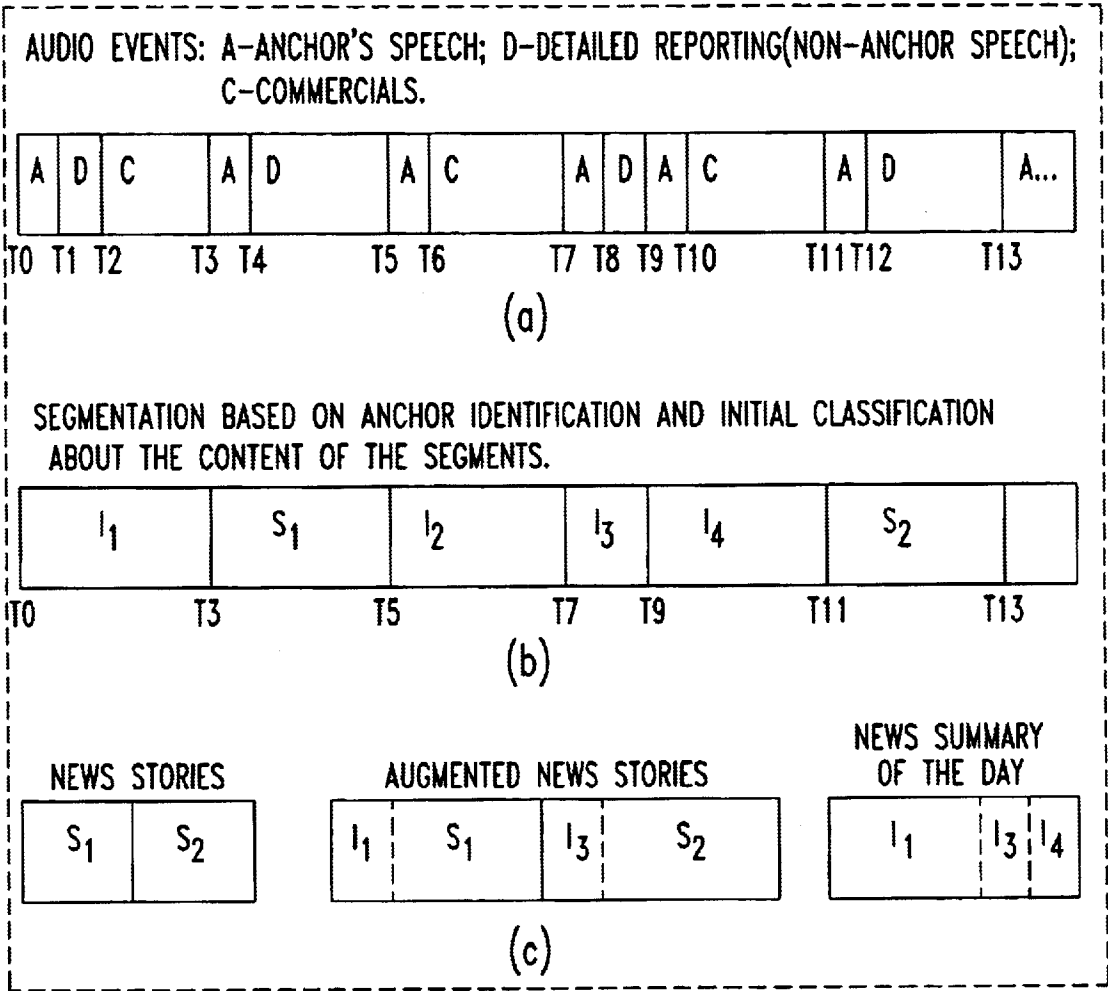 AUDIO EVENTS: A-ANCHOR'S SPEECH; D-DETAILED REPORTING(NON-ANCHOR SPEECH);
C-COMMERCIALS.
A D C A D A C A D A C A D A...
T0 T1 T2 T3 T4 T5 T6 T7 T8 T9 T10 T11 T12 T13
(a)
SEGMENTATION BASED ON ANCHOR IDENTIFICATION AND INITIAL CLASSIFICATION
ABOUT THE CONTENT OF THE SEGMENTS.
I1 S1 I2 I3 I4 S2
T0 T3 T5 T7 T9 T11 T13
(b)
NEWS STORIES
S1 S2
AUGMENTED NEWS STORIES
I1 S1 I3 S2
NEWS SUMMARY
OF THE DAY
I1 I3 I4
(c)